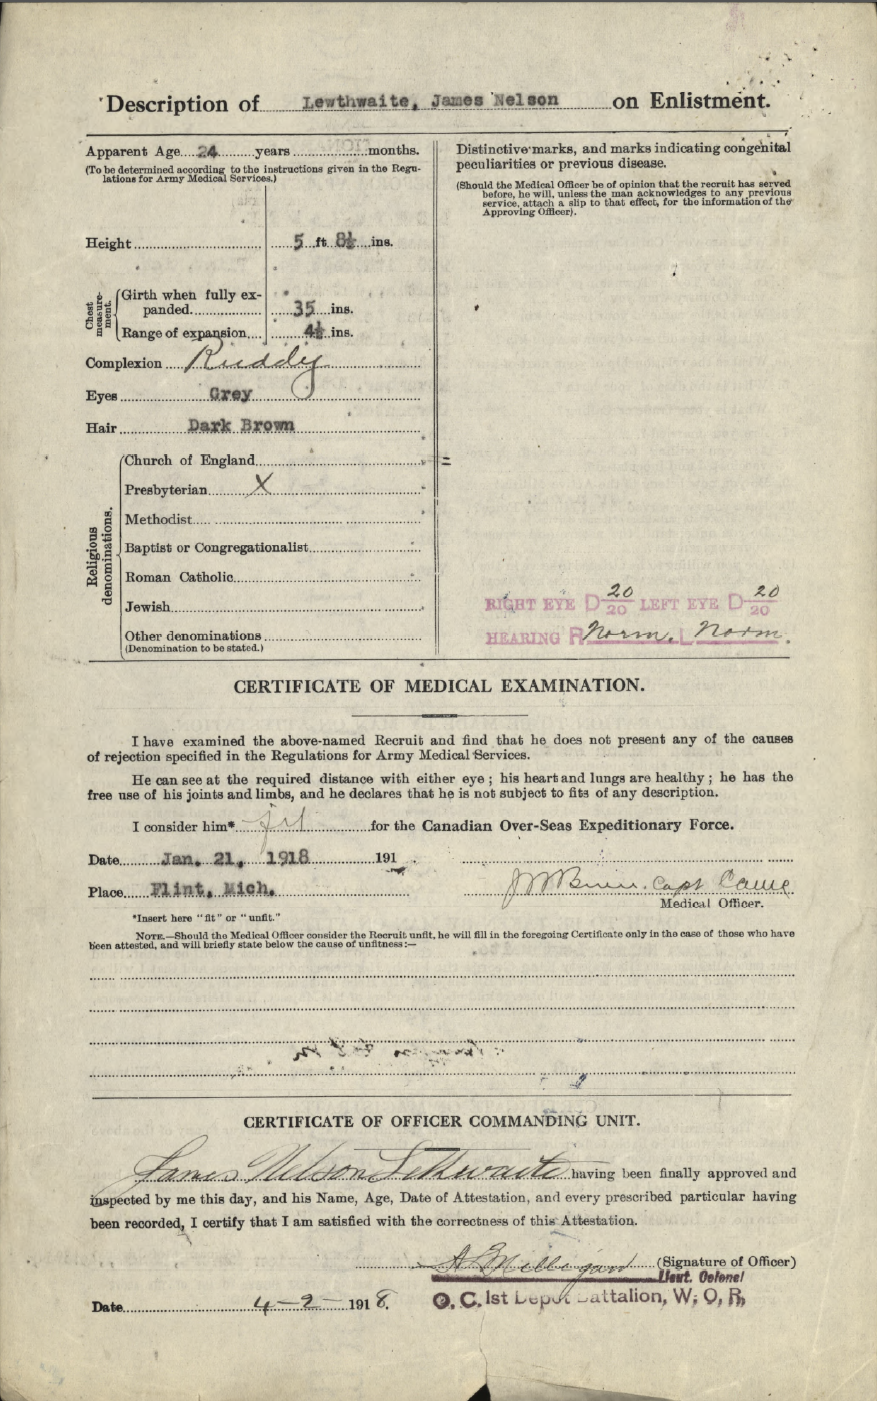 Description of Lewthwaite, James Nelson on Enlistment.
Apparent Age 24 years months.
(To be determined according to the instructions given in the Regu-
lations for Army Medical Services.)
Height 5 ft 8½ ins.
Chest
measure-
ment.
Girth when fully ex-
panded 35 ins.
Range of expansion 4½ ins.
Complexion Ruddy
Eyes Grey
Hair Dark Brown
Religious
denominations.
Church of England
Presbyterian X
Methodist
Baptist or Congregationalist
Roman Catholic
Jewish
Other denominations
(Denomination to be stated.)
Distinctive marks, and marks indicating congenital
peculiarities or previous disease.
(Should the Medical Officer be of opinion that the recruit has served
before, he will, unless the man acknowledges to any previous
service, attach a slip to that effect, for the information of the
Approving Officer).
RIGHT EYE D 20/20 LEFT EYE D 20/20
HEARING R Norm. L Norm.
CERTIFICATE OF MEDICAL EXAMINATION.
I have examined the above-named Recruit and find that he does not present any of the causes
of rejection specified in the Regulations for Army Medical Services.
He can see at the required distance with either eye; his heart and lungs are healthy; he has the
free use of his joints and limbs, and he declares that he is not subject to fits of any description.
I consider him* fit for the Canadian Over-Seas Expeditionary Force.
Date Jan. 21, 1918 191
Place Flint, Mich.
Capt
Medical Officer.
*Insert here "fit" or "unfit."
NOTE.—Should the Medical Officer consider the Recruit unfit, he will fill in the foregoing Certificate only in the case of those who have
been attested, and will briefly state below the cause of unfitness:—
CERTIFICATE OF OFFICER COMMANDING UNIT.
James Nelson Lethwaite having been finally approved and
inspected by me this day, and his Name, Age, Date of Attestation, and every prescribed particular having
been recorded, I certify that I am satisfied with the correctness of this Attestation.
A Milligan (Signature of Officer)
Lieut. Colonel
O. C. 1st Depot Battalion, W. O. R.
Date 4-2-1918.